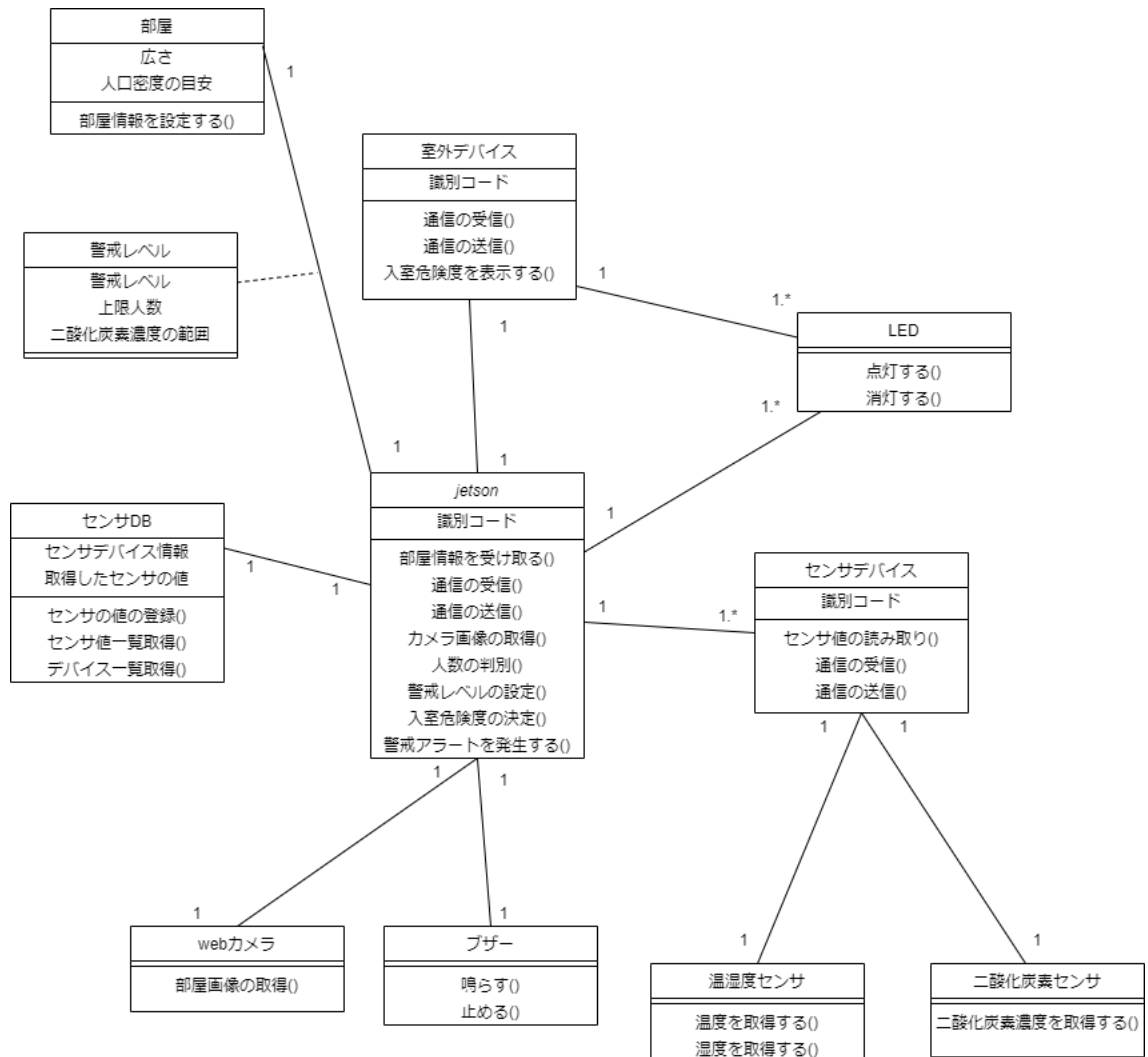 部屋
広さ
人口密度の目安
部屋情報を設定する()
1
室外デバイス
識別コード
通信の受信()
通信の送信()
入室危険度を表示する()
1
1.*
1
警戒レベル
警戒レベル
上限人数
二酸化炭素濃度の範囲
LED
点灯する()
消灯する()
1.*
1
1
1
jetson
識別コード
部屋情報を受け取る()
通信の受信()
通信の送信()
カメラ画像の取得()
人数の判別()
警戒レベルの設定()
入室危険度の決定()
警戒アラートを発生する()
センサDB
センサデバイス情報
取得したセンサの値
センサの値の登録()
センサ値一覧取得()
デバイス一覧取得()
1
1
1
1.*
センサデバイス
識別コード
センサ値の読み取り()
通信の受信()
通信の送信()
1
1
1
1
1
webカメラ
部屋画像の取得()
1
ブザー
鳴らす()
止める()
1
温湿度センサ
温度を取得する()
湿度を取得する()
1
二酸化炭素センサ
二酸化炭素濃度を取得する()